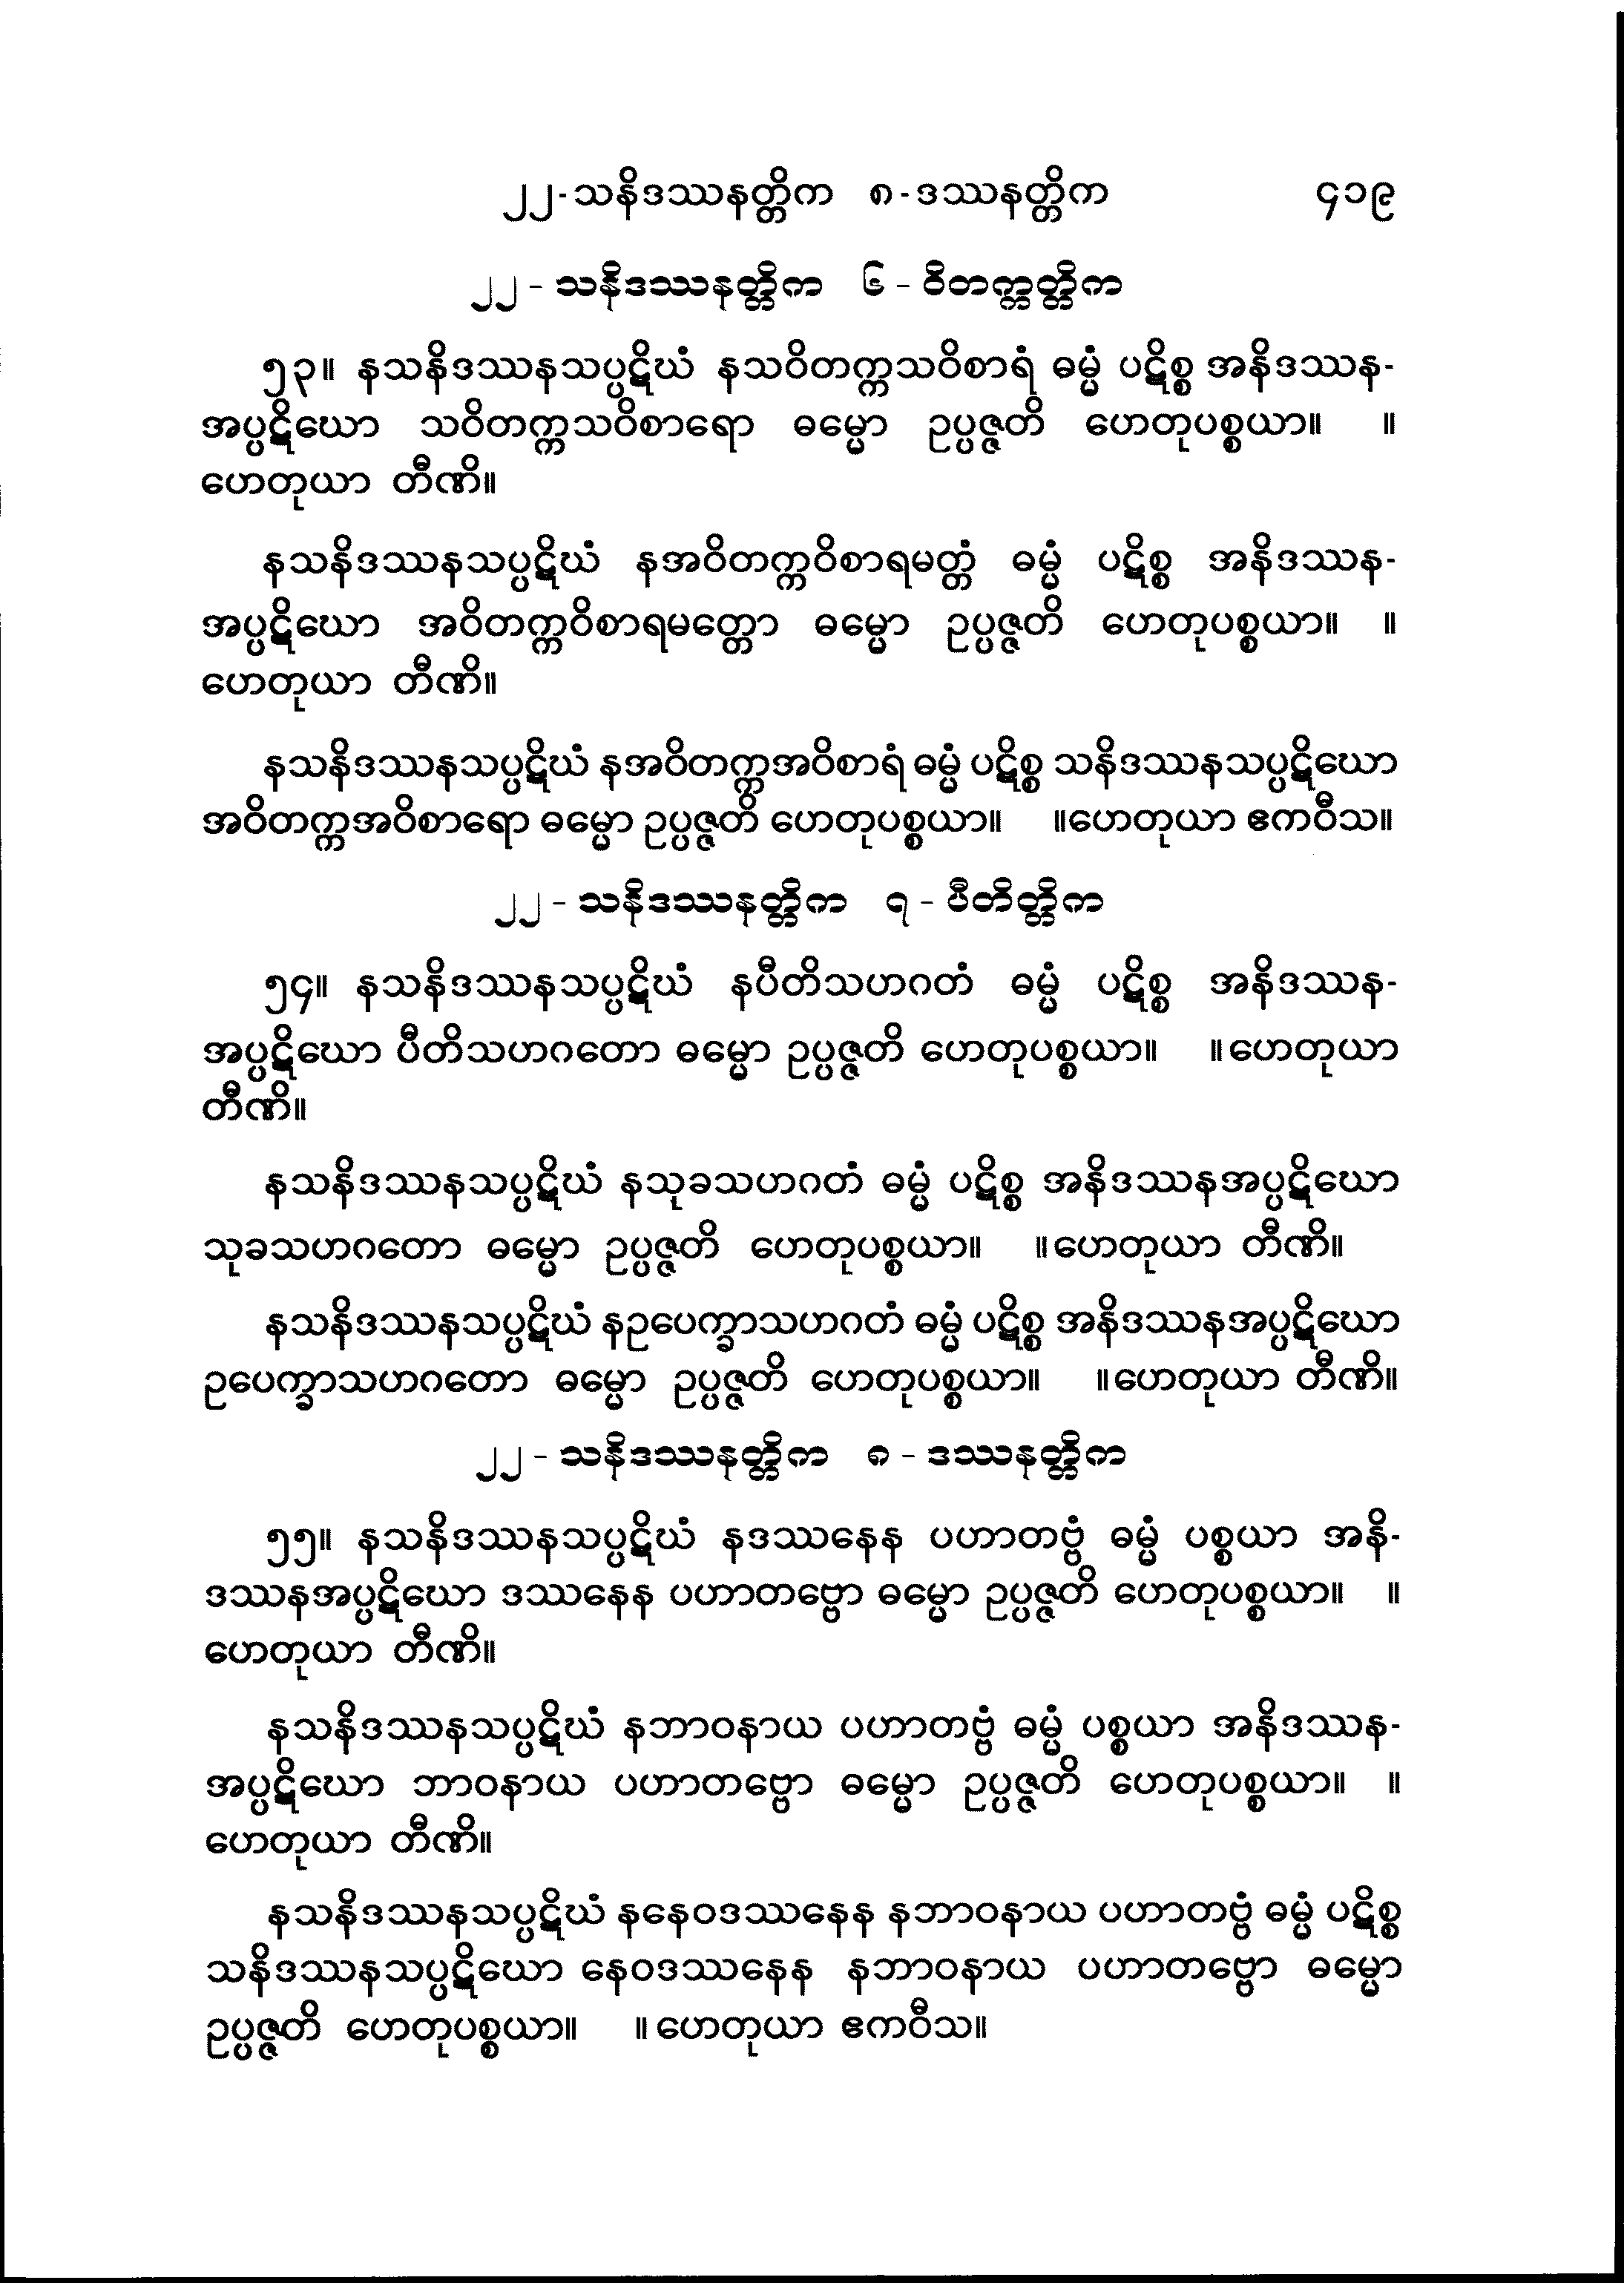 ၂၂-သနိဒဿနတ္တိက ၈-ဒဿနတ္တိက ၄၁၉
၂၂ - သနိဒဿနတ္တိက ၆ - ဝိတက္ကတ္တိက
၅၃။ နသနိဒဿနသပ္ပဋိဃံ နသဝိတက္ကသဝိစာရံ ဓမ္မံ ပဋိစ္စ အနိဒဿန-
အပ္ပဋိဃော သဝိတက္ကသဝိစာရော ဓမ္မော ဥပ္ပဇ္ဇတိ ဟေတုပစ္စယာ။ ။
ဟေတုယာ တီဏိ။
နသနိဒဿနသပ္ပဋိဃံ နအဝိတက္ကဝိစာရမတ္တံ ဓမ္မံ ပဋိစ္စ အနိဒဿန-
အပ္ပဋိဃော အဝိတက္ကဝိစာရမတ္တော ဓမ္မော ဥပ္ပဇ္ဇတိ ဟေတုပစ္စယာ။ ။
ဟေတုယာ တီဏိ။
နသနိဒဿနသပ္ပဋိဃံ နအဝိတက္ကအဝိစာရံ ဓမ္မံ ပဋိစ္စ သနိဒဿနသပ္ပဋိဃော
အဝိတက္ကအဝိစာရော ဓမ္မော ဥပ္ပဇ္ဇတိ ဟေတုပစ္စယာ။ ။ဟေတုယာ ဧကဝီသ။
၂၂ - သနိဒဿနတ္တိက ၇ - ပီတိတ္တိက
၅၄။ နသနိဒဿနသပ္ပဋိဃံ နပီတိသဟဂတံ ဓမ္မံ ပဋိစ္စ အနိဒဿန-
အပ္ပဋိဃော ပီတိသဟဂတော ဓမ္မော ဥပ္ပဇ္ဇတိ ဟေတုပစ္စယာ။ ။ဟေတုယာ
တီဏိ။
နသနိဒဿနသပ္ပဋိဃံ နသုခသဟဂတံ ဓမ္မံ ပဋိစ္စ အနိဒဿနအပ္ပဋိဃော
သုခသဟဂတော ဓမ္မော ဥပ္ပဇ္ဇတိ ဟေတုပစ္စယာ။ ။ဟေတုယာ တီဏိ။
နသနိဒဿနသပ္ပဋိဃံ နဥပေက္ခာသဟဂတံ ဓမ္မံ ပဋိစ္စ အနိဒဿနအပ္ပဋိဃော
ဥပေက္ခာသဟဂတော ဓမ္မော ဥပ္ပဇ္ဇတိ ဟေတုပစ္စယာ။ ။ဟေတုယာ တီဏိ။
၂၂ - သနိဒဿနတ္တိက ၈ - ဒဿနတ္တိက
၅၅။ နသနိဒဿနသပ္ပဋိဃံ နဒဿနေန ပဟာတဗ္ဗံ ဓမ္မံ ပစ္စယာ အနိ-
ဒဿနအပ္ပဋိဃော ဒဿနေန ပဟာတဗ္ဗော ဓမ္မော ဥပ္ပဇ္ဇတိ ဟေတုပစ္စယာ။ ။
ဟေတုယာ တီဏိ။
နသနိဒဿနသပ္ပဋိဃံ နဘာဝနာယ ပဟာတဗ္ဗံ ဓမ္မံ ပစ္စယာ အနိဒဿန-
အပ္ပဋိဃော ဘာဝနာယ ပဟာတဗ္ဗော ဓမ္မော ဥပ္ပဇ္ဇတိ ဟေတုပစ္စယာ။ ။
ဟေတုယာ တီဏိ။
နသနိဒဿနသပ္ပဋိဃံ နနေဝဒဿနေန နဘာဝနာယ ပဟာတဗ္ဗံ ဓမ္မံ ပဋိစ္စ
သနိဒဿနသပ္ပဋိဃော နေဝဒဿနေန နဘာဝနာယ ပဟာတဗ္ဗော ဓမ္မော
ဥပ္ပဇ္ဇတိ ဟေတုပစ္စယာ။ ။ဟေတုယာ ဧကဝီသ။